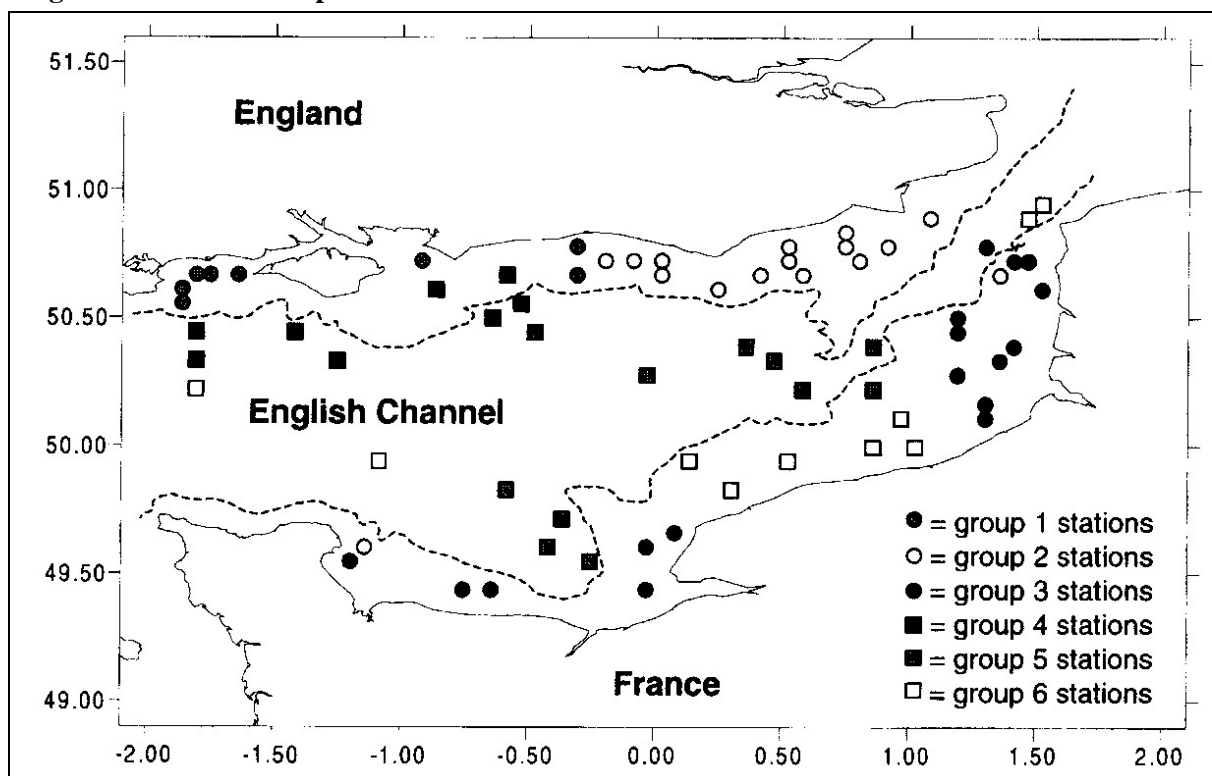 51.50
England
51.00
50.50
English Channel
50.00
49.50
49.00
France
= group 1 stations
= group 2 stations
= group 3 stations
= group 4 stations
= group 5 stations
= group 6 stations
-2.00 -1.50 -1.00 -0.50 0.00 0.50 1.00 1.50 2.00